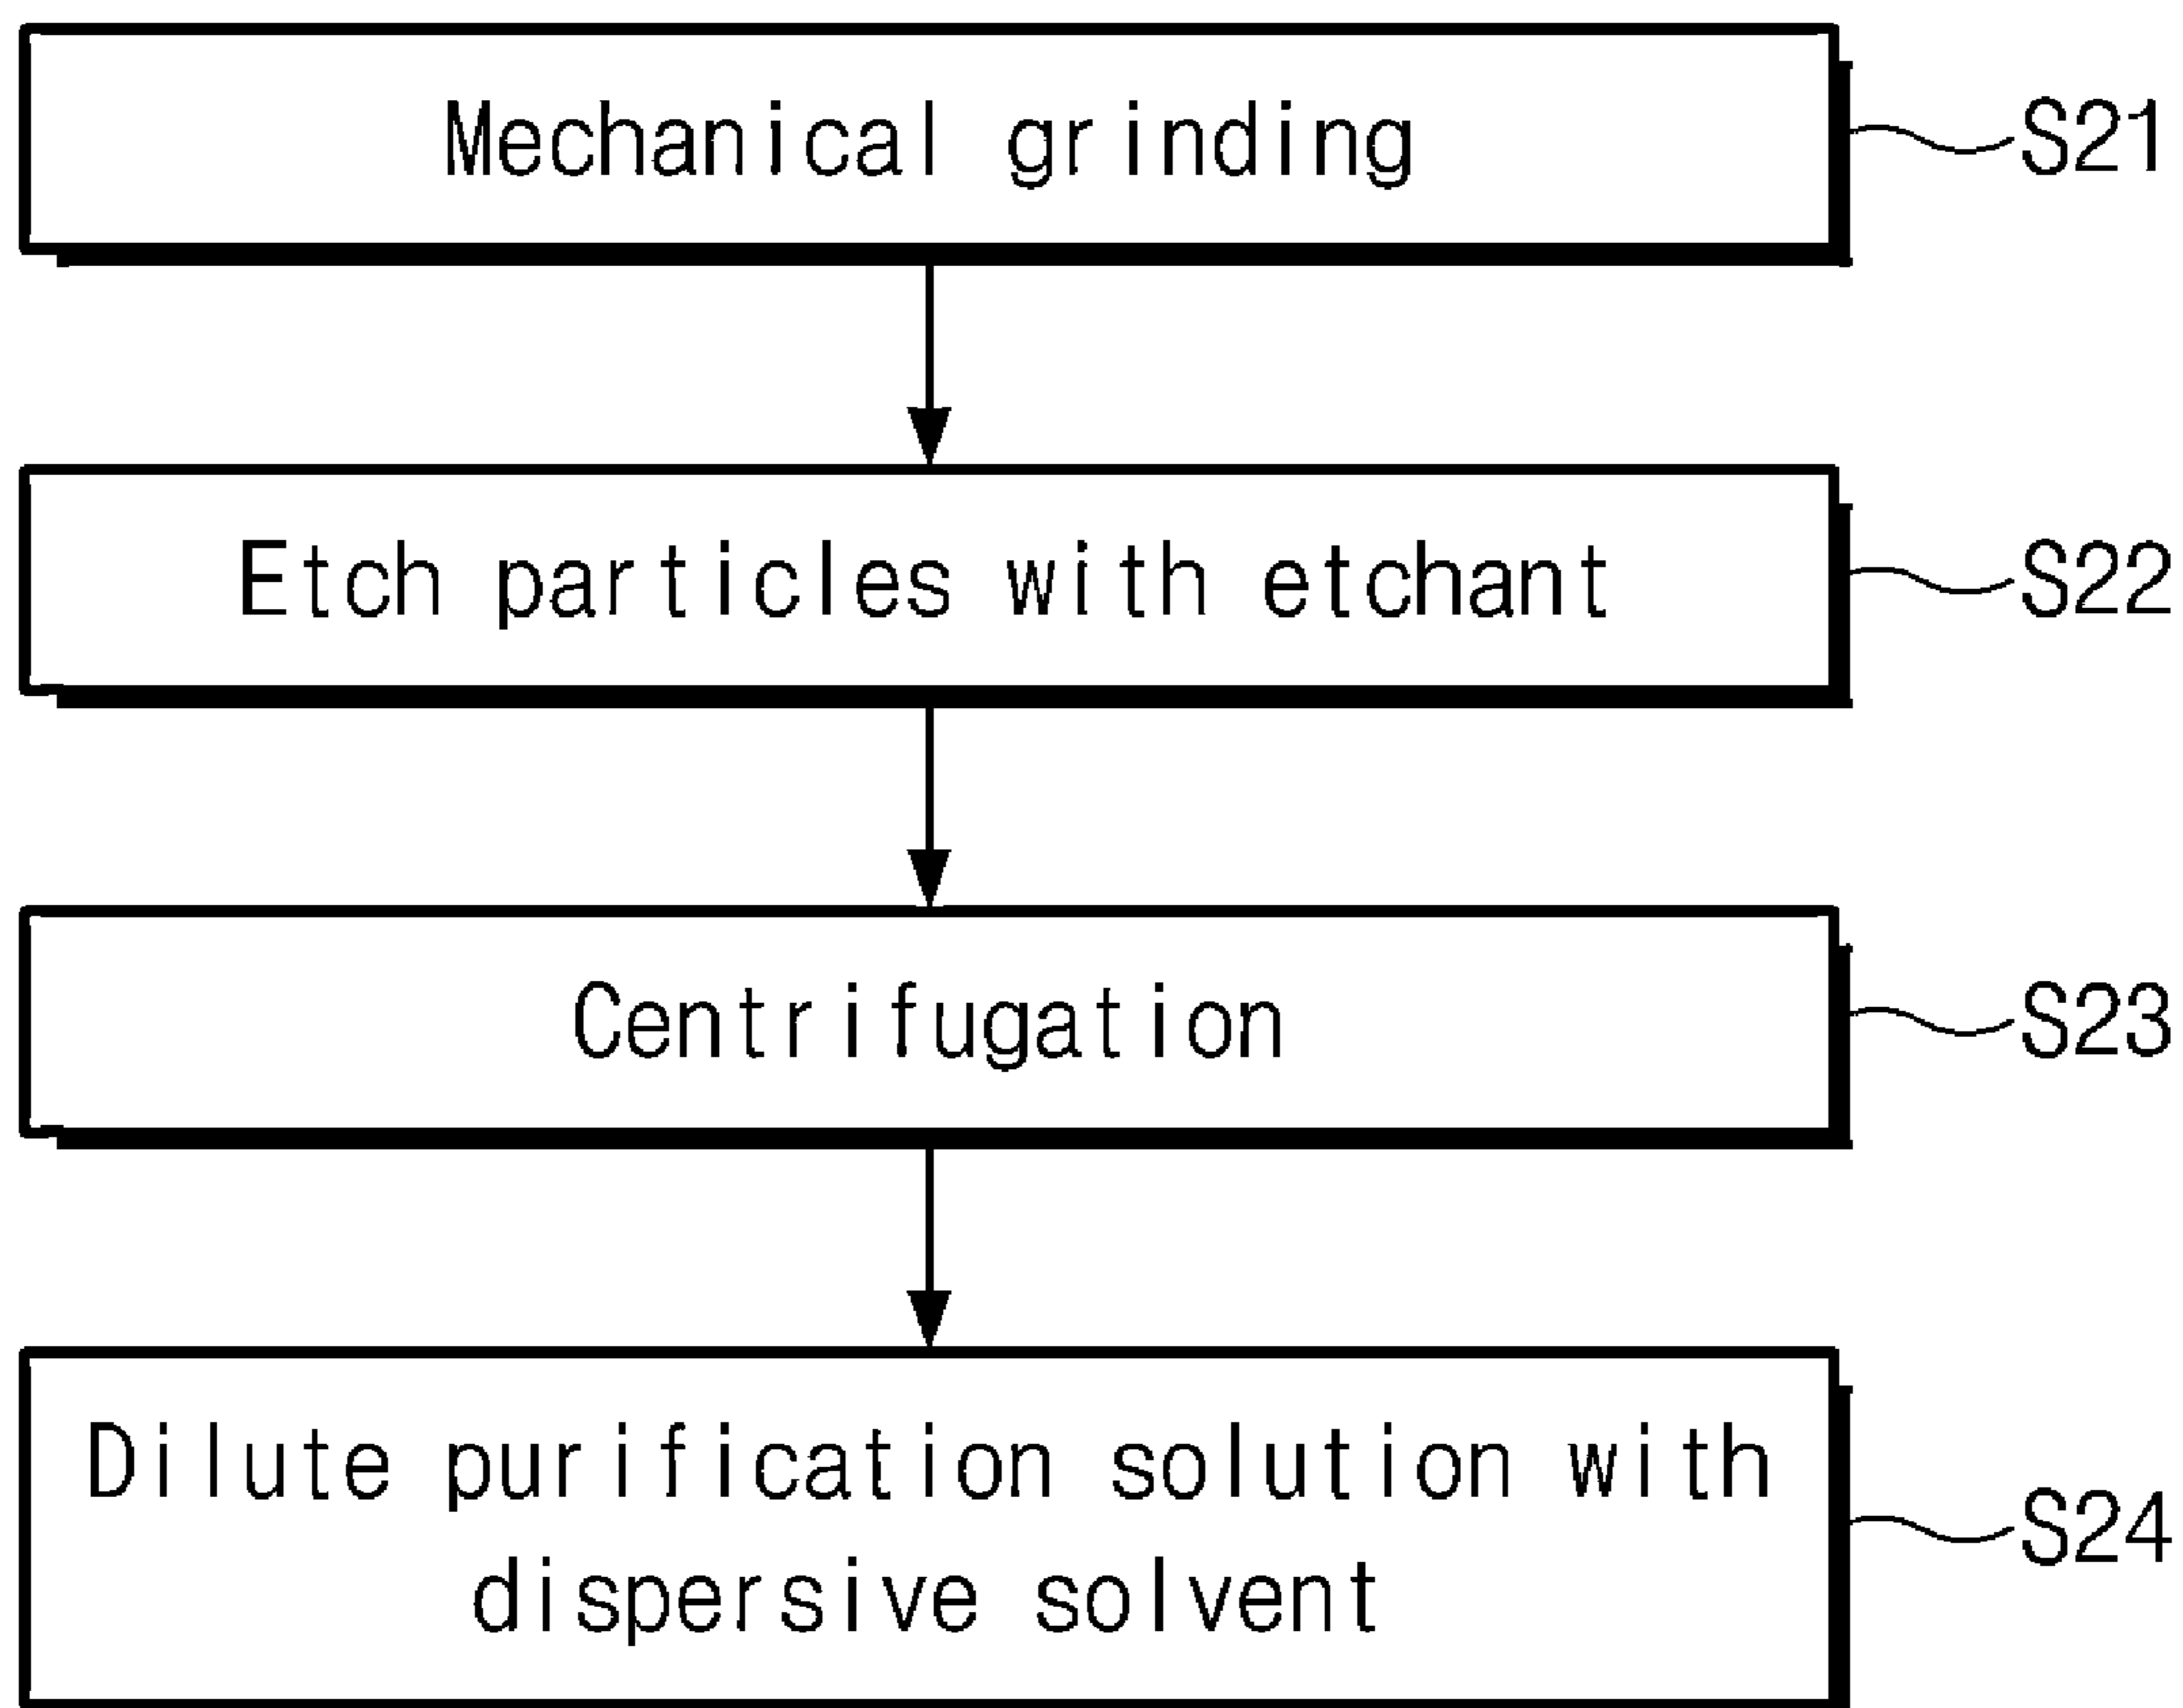 Mechanical grinding
S21
Etch particles with etchant
S22
Centrifugation
S23
Dilute purification solution with
dispersive solvent
S24